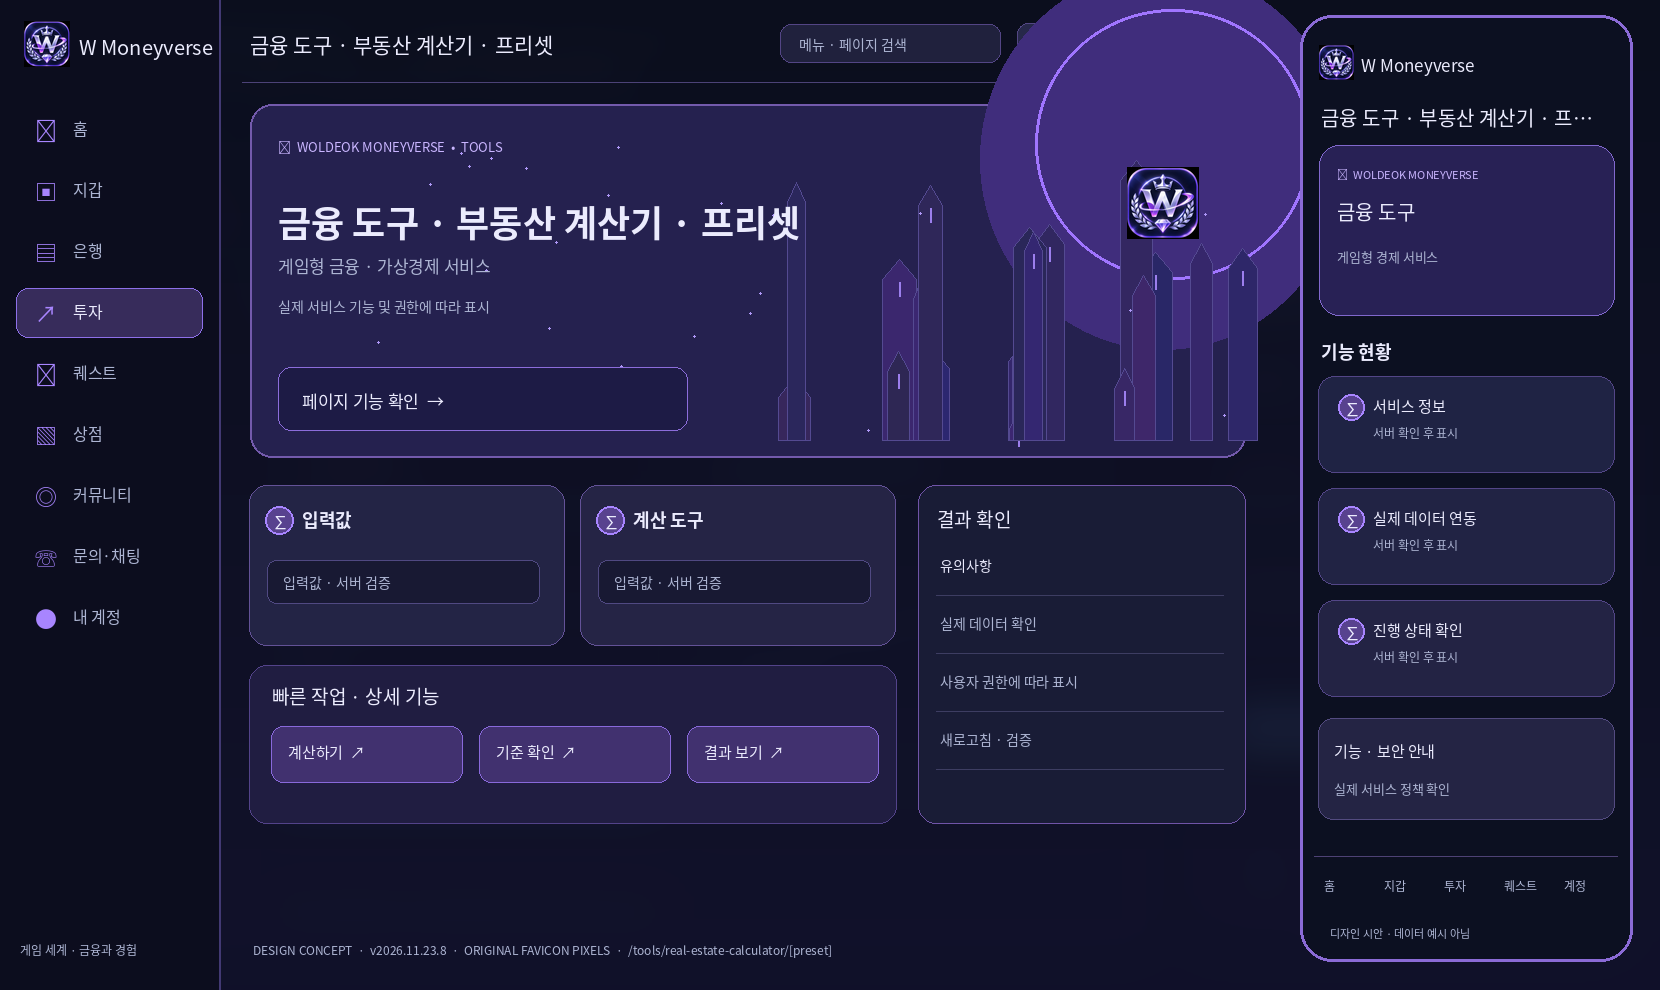 W Moneyverse
홈
지갑
은행
투자
퀘스트
상점
커뮤니티
문의·채팅
내 계정
게임 세계 · 금융과 경험
금융 도구 · 부동산 계산기 · 프리셋
메뉴 · 페이지 검색
WOLDEOK MONEYVERSE • TOOLS
금융 도구 · 부동산 계산기 · 프리셋
게임형 금융 · 가상경제 서비스
실제 서비스 기능 및 권한에 따라 표시
페이지 기능 확인 →
W
∑ 입력값
입력값 · 서버 검증
∑ 계산 도구
입력값 · 서버 검증
빠른 작업 · 상세 기능
계산하기 ↗
기준 확인 ↗
결과 보기 ↗
결과 확인
유의사항
실제 데이터 확인
사용자 권한에 따라 표시
새로고침 · 검증
DESIGN CONCEPT · v2026.11.23.8 · ORIGINAL FAVICON PIXELS · /tools/real-estate-calculator/[preset]
W Moneyverse
금융 도구 · 부동산 계산기 · 프…
WOLDEOK MONEYVERSE
금융 도구
게임형 경제 서비스
기능 현황
∑ 서비스 정보
서버 확인 후 표시
∑ 실제 데이터 연동
서버 확인 후 표시
∑ 진행 상태 확인
서버 확인 후 표시
기능 · 보안 안내
실제 서비스 정책 확인
홈 지갑 투자 퀘스트 계정
디자인 시안 · 데이터 예시 아님